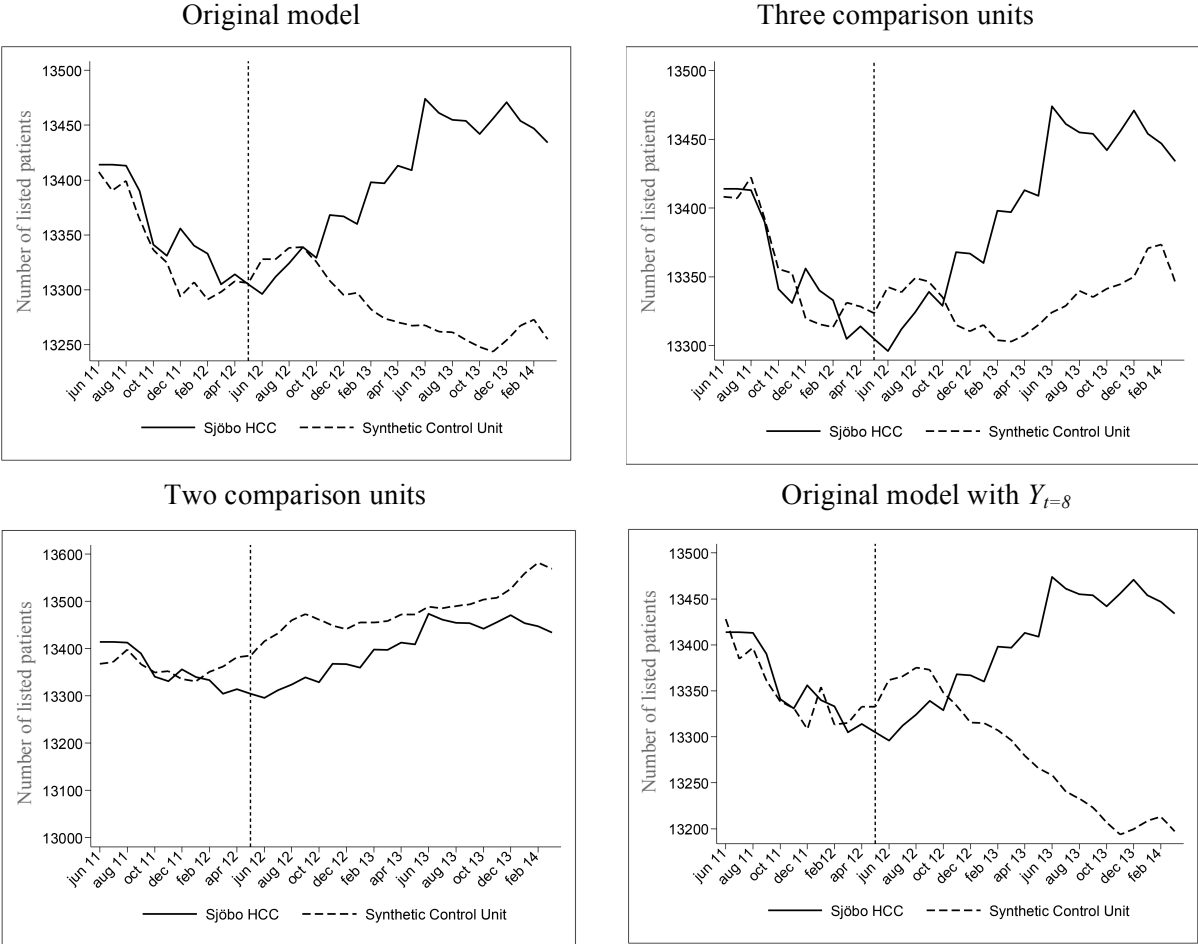 Original model
Number of listed patients
13500
13450
13400
13350
13300
13250
jun 11
aug 11
oct 11
dec 11
feb 12
apr 12
jun 12
aug 12
oct 12
dec 12
feb 13
apr 13
jun 13
aug 13
oct 13
dec 13
feb 14
Sjöbo HCC Synthetic Control Unit
Three comparison units
Number of listed patients
13500
13450
13400
13350
13300
jun 11
aug 11
oct 11
dec 11
feb 12
apr 12
jun 12
aug 12
oct 12
dec 12
feb 13
apr 13
jun 13
aug 13
oct 13
dec 13
feb 14
Sjöbo HCC Synthetic Control Unit
Two comparison units
Number of listed patients
13600
13500
13400
13300
13200
13100
13000
jun 11
aug 11
oct 11
dec 11
feb 12
apr 12
jun 12
aug 12
oct 12
dec 12
feb 13
apr 13
jun 13
aug 13
oct 13
dec 13
feb 14
Sjöbo HCC Synthetic Control Unit
Original model with Yt=8
Number of listed patients
13500
13450
13400
13350
13300
13250
13200
jun 11
aug 11
oct 11
dec 11
feb12
apr 12
jun 12
aug 12
oct 12
dec 12
feb 13
apr 13
jun 13
aug 13
oct 13
dec 13
feb 14
Sjöbo HCC Synthetic Control Unit